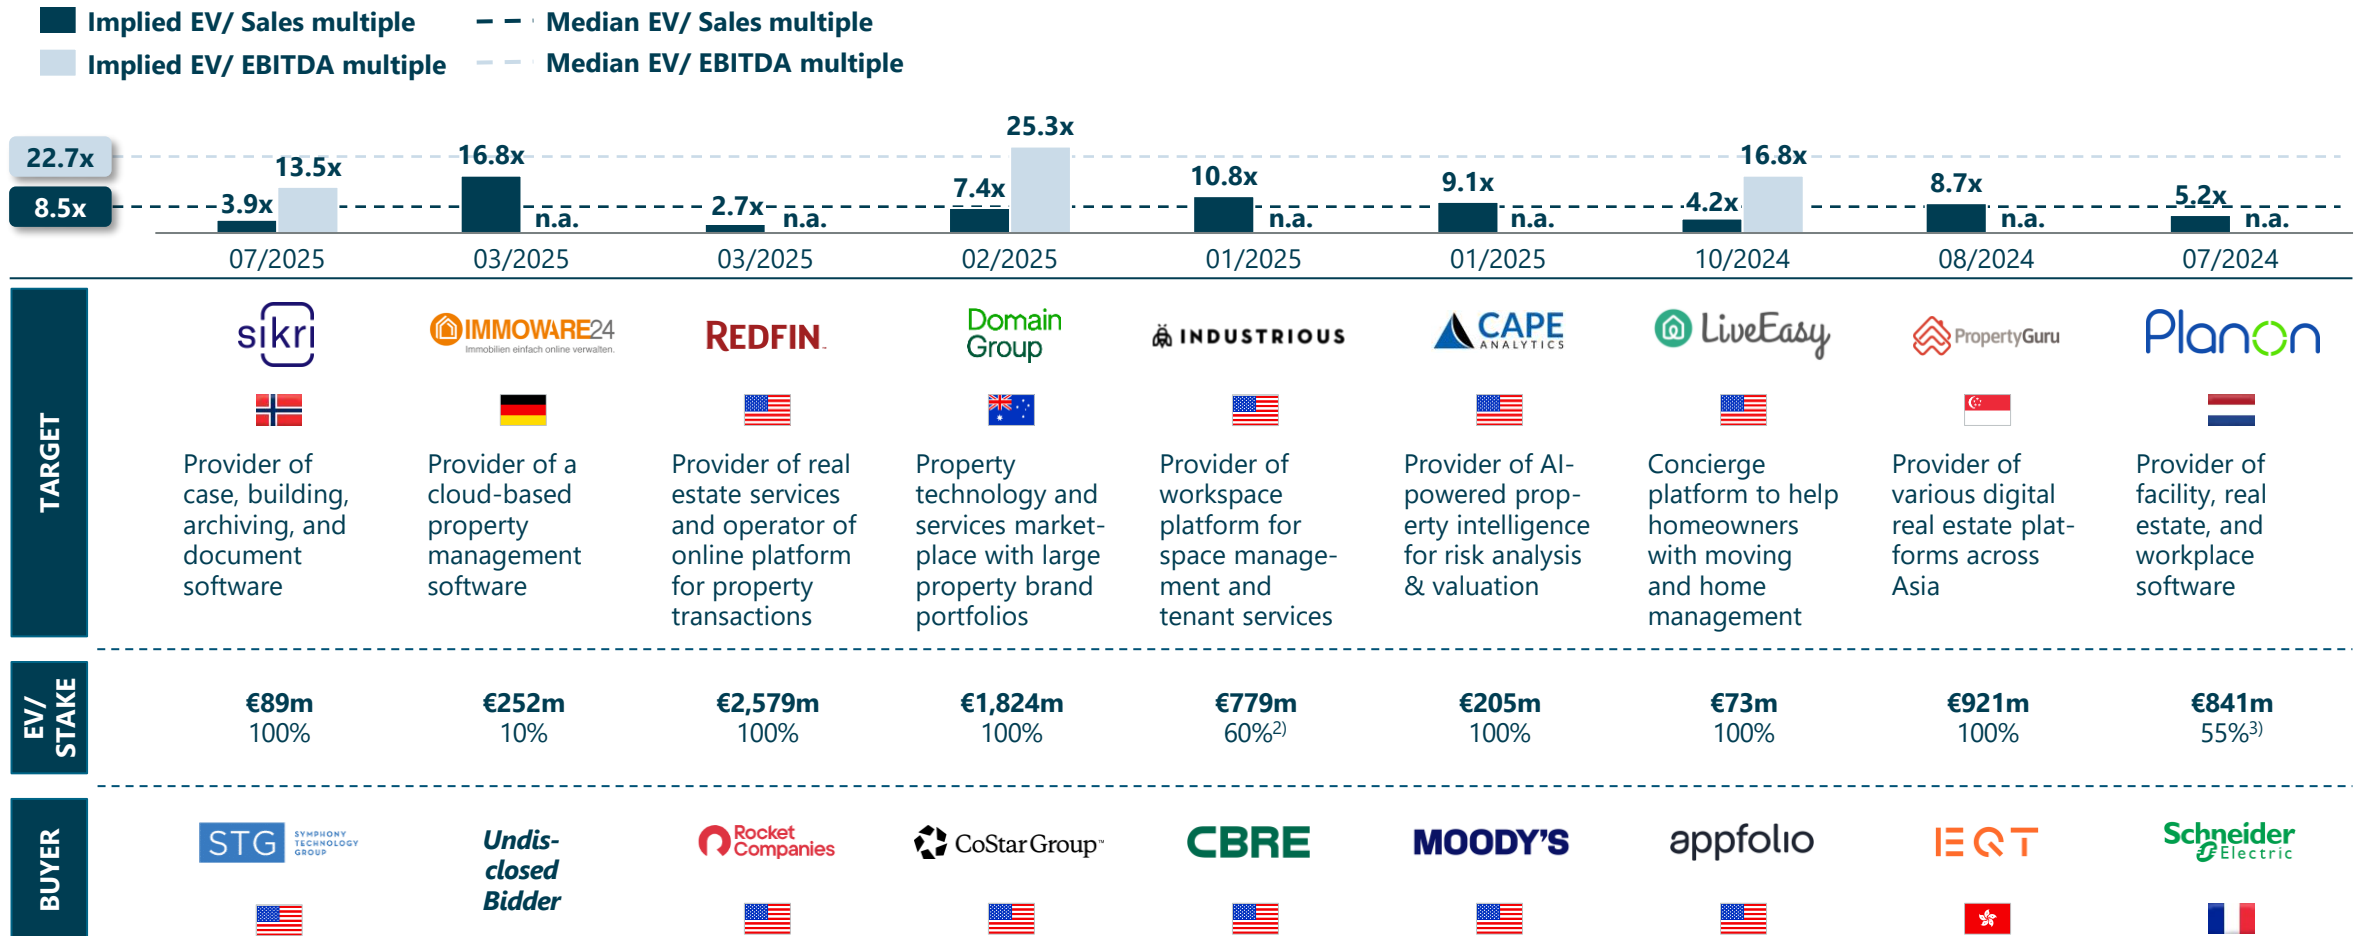 Implied EV/ Sales multiple
Median EV/ Sales multiple
Implied EV/ EBITDA multiple
Median EV/ EBITDA multiple
22.7x
8.5x
3.9x
13.5x
16.8x
n.a.
2.7x
n.a.
7.4x
25.3x
10.8x
n.a.
9.1x
n.a.
4.2x
16.8x
8.7x
n.a.
5.2x
n.a.
07/2025
03/2025
03/2025
02/2025
01/2025
01/2025
10/2024
08/2024
07/2024
TARGET
sikri
IMMOWARE24
Immobilien einfach online verwalten.
REDFIN
Domain
Group
INDUSTRIOUS
CAPE
ANALYTICS
LiveEasy
PropertyGuru
Planon
Provider of
case, building,
archiving, and
document
software
Provider of a
cloud-based
property
management
software
Provider of real
estate services
and operator of
online platform
for property
transactions
Property
technology and
services market-
place with large
property brand
portfolios
Provider of
workspace
platform for
space manage-
ment and
tenant services
Provider of AI-
powered prop-
erty intelligence
for risk analysis
& valuation
Concierge
platform to help
homeowners
with moving
and home
management
Provider of
various digital
real estate plat-
forms across
Asia
Provider of
facility, real
estate, and
workplace
software
EV/
STAKE
€89m
100%
€252m
10%
€2,579m
100%
€1,824m
100%
€779m
60%2)
€205m
100%
€73m
100%
€921m
100%
€841m
55%3)
BUYER
STG
SYMPHONY
TECHNOLOGY
GROUP
Undis-
closed
Bidder
Rocket
Companies
CoStar Group™
CBRE
MOODY'S
appfolio
EQT
Schneider
Electric